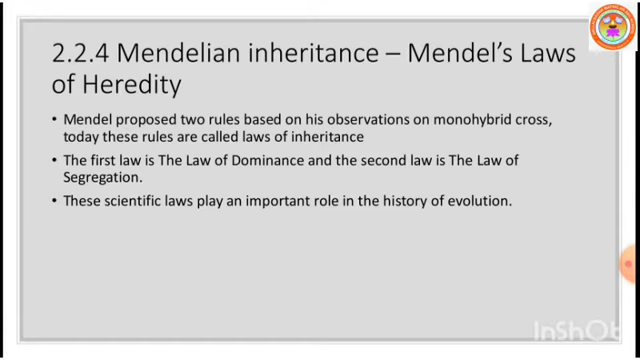 2.2.4 Mendelian inheritance – Mendel's Laws
of Heredity
• Mendel proposed two rules based on his observations on monohybrid cross,
today these rules are called laws of inheritance
• The first law is The Law of Dominance and the second law is The Law of
Segregation.
• These scientific laws play an important role in the history of evolution.